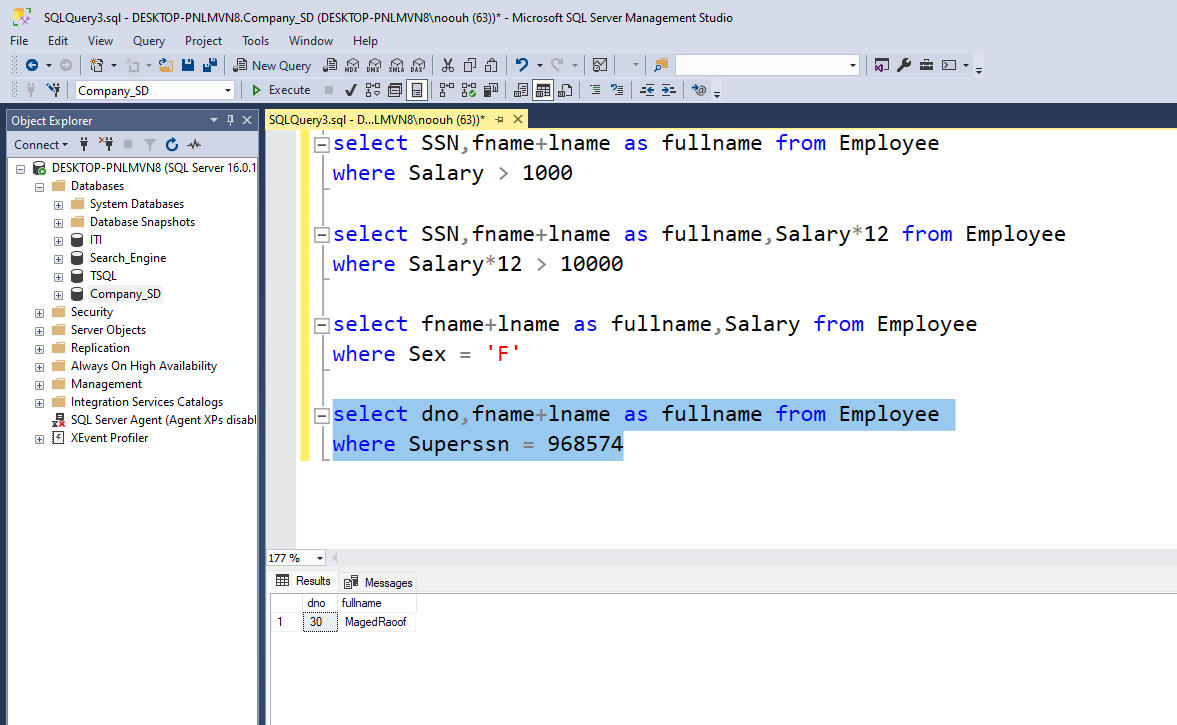 SQLQuery3.sql - DESKTOP-PNLMVN8.Company_SD (DESKTOP-PNLMVN8\noouh (63))* - Microsoft SQL Server Management Studio
File Edit View Query Project Tools Window Help
New Query MDX DMX XMLA DAX
Company_SD Execute
Object Explorer
Connect
DESKTOP-PNLMVN8 (SQL Server 16.0.1
Databases
System Databases
Database Snapshots
ITI
Search_Engine
TSQL
Company_SD
Security
Server Objects
Replication
Always On High Availability
Management
Integration Services Catalogs
SQL Server Agent (Agent XPs disabl
XEvent Profiler
SQLQuery3.sql - D...LMVN8\noouh (63))*
select SSN,fname+lname as fullname from Employee
where Salary > 1000
select SSN,fname+lname as fullname,Salary*12 from Employee
where Salary*12 > 10000
select fname+lname as fullname,Salary from Employee
where Sex = 'F'
select dno,fname+lname as fullname from Employee
where Superssn = 968574
177 %
Results Messages
dno fullname
1 30 MagedRaoof